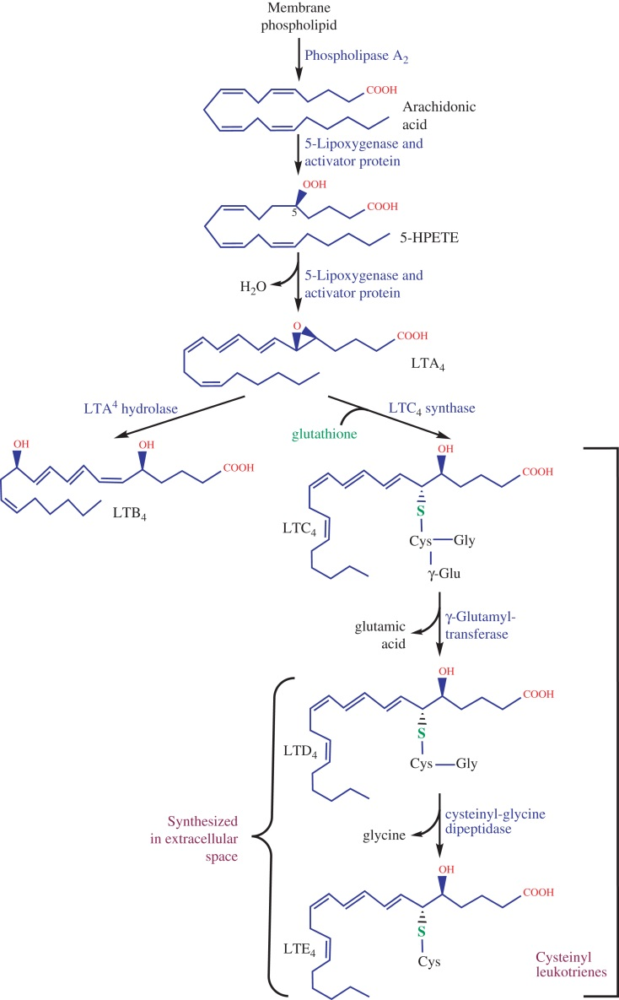 Membrane
phospholipid
Phospholipase A₂
COOH
Arachidonic
acid
5-Lipoxygenase and
activator protein
OOH
COOH
5
5-HPETE
H₂O
5-Lipoxygenase and
activator protein
O
COOH
LTA₄
LTA⁴ hydrolase
LTC₄ synthase
glutathione
OH
OH
COOH
LTB₄
OH
COOH
S
LTC₄
Cys—Gly
γ-Glu
glutamic
acid
γ-Glutamyl-
transferase
OH
COOH
S
LTD₄
Cys—Gly
Synthesized
in extracellular
space
glycine
cysteinyl-glycine
dipeptidase
OH
COOH
S
LTE₄
Cys
Cysteinyl
leukotrienes